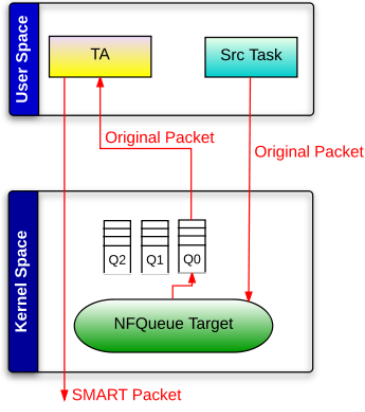 User Space
TA
Src Task
Original Packet
Original Packet
Kernel Space
Q2
Q1
Q0
NFQueue Target
SMART Packet